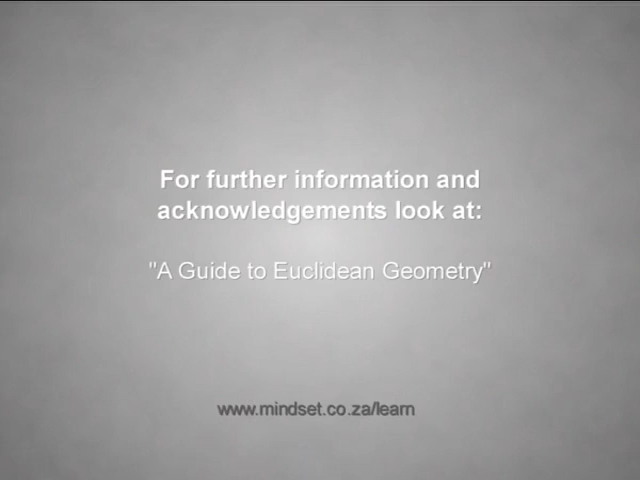 For further information and
acknowledgements look at:
"A Guide to Euclidean Geometry"
www.mindset.co.za/learn